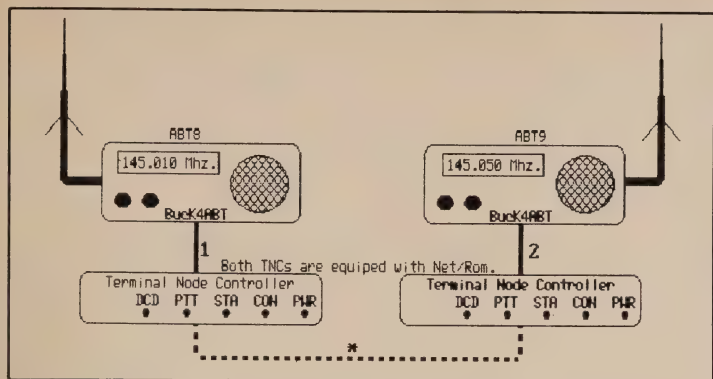 ABT8
ABT9
145.010 Mhz.
145.050 Mhz.
BucK4ABT
BucK4ABT
1
2
Both TNCs are equiped with Net/Rom.
Terminal Node Controller
Terminal Node Controller
DCD PTT STA CON PWR
DCD PTT STA CON PWR
*